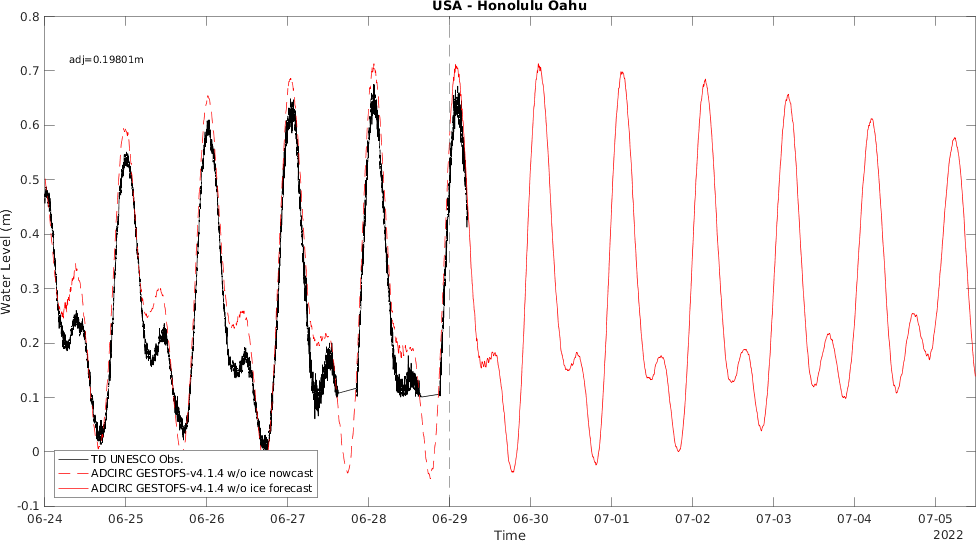 USA - Honolulu Oahu
0.8
adj=0.19801m
0.7
0.6
0.5
0.4
0.3
0.2
0.1
0
-0.1
Water Level (m)
TD UNESCO Obs.
ADCIRC GESTOFS-v4.1.4 w/o ice nowcast
ADCIRC GESTOFS-v4.1.4 w/o ice forecast
06-24 06-25 06-26 06-27 06-28 06-29 06-30 07-01 07-02 07-03 07-04 07-05
Time
2022